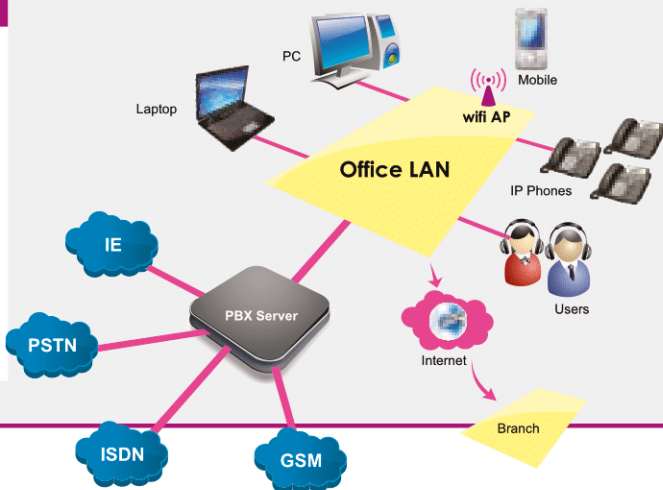 PC
Mobile
Laptop
wifi AP
Office LAN
IP Phones
IE
Users
PBX Server
PSTN
Internet
Branch
ISDN
GSM